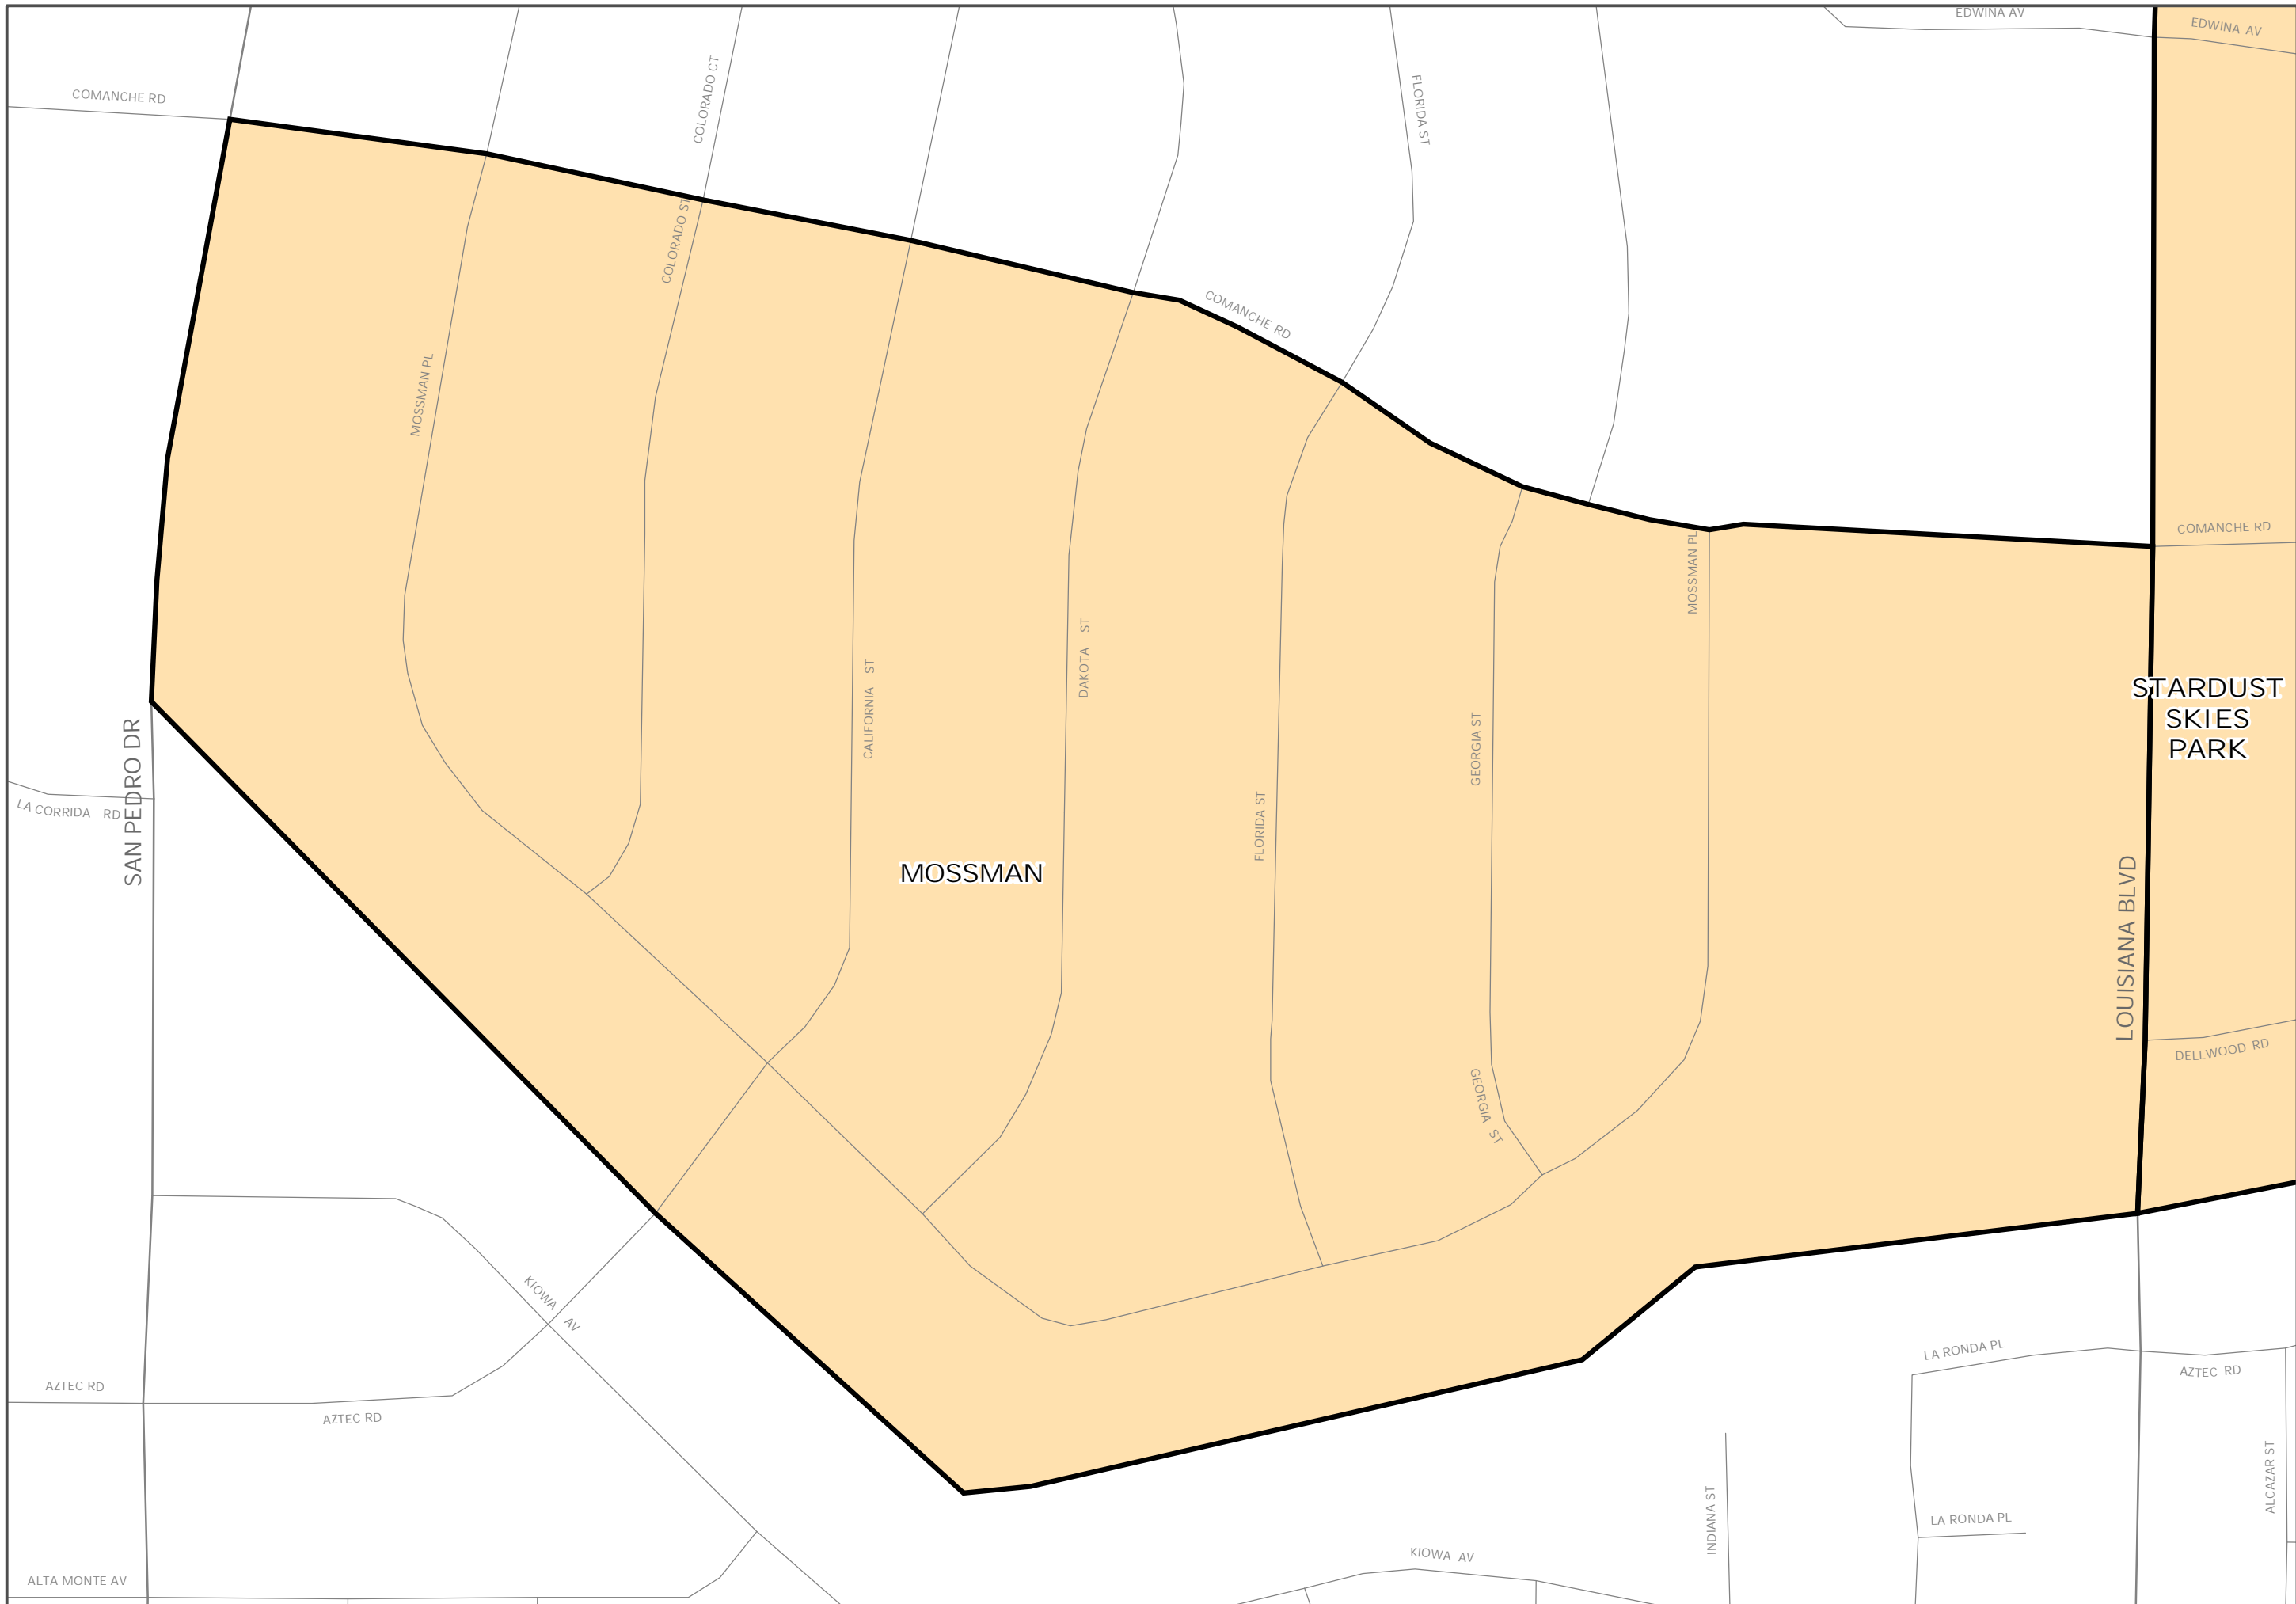 EDWINA AV
EDWINA AV
COMANCHE RD
COLORADO CT
FLORIDA ST
COLORADO ST
COMANCHE RD
MOSSMAN PL
COMANCHE RD
MOSSMAN PL
DAKOTA ST
CALIFORNIA ST
GEORGIA ST
STARDUST
SKIES
PARK
SAN PEDRO DR
LA CORRIDA RD
FLORIDA ST
MOSSMAN
LOUISIANA BLVD
DELLWOOD RD
GEORGIA ST
KIOWA AV
LA RONDA PL
AZTEC RD
AZTEC RD
AZTEC RD
ALCAZAR ST
INDIANA ST
LA RONDA PL
KIOWA AV
ALTA MONTE AV